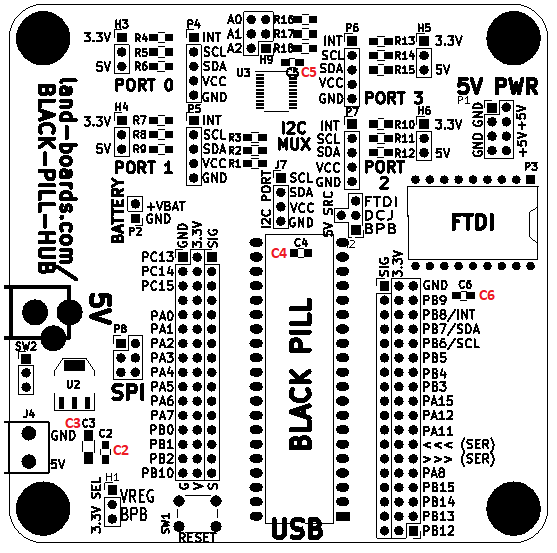 H3
3.3V
5V
R4
R5
R6
PORT 0
P4
INT
SCL
SDA
VCC
GND
A0
A1
A2
R16
R17
R18
H9
U3
C5
P6
INT
SCL
SDA
VCC
GND
R13
R14
R15
H5
3.3V
5V
PORT 3
5V PWR
P1
GND GND
GND GND
+5V+5V
+5V
land-boards.com/
BLACK-PILL-HUB
H4
3.3V
5V
R7
R8
R9
PORT 1
P5
INT
SCL
SDA
VCC
GND
R3
R2
R1
I2C
MUX
P7
INT
SCL
SDA
VCC
GND
R10
R11
R12
H6
3.3V
5V
PORT
2
J7
SCL
SDA
VCC
GND
I2C PORT
5V SRC
FTDI
DCJ
BPB
2
P3
FTDI
BATTERY
+VBAT
GND
P2
GND
3.3V
SIG
PC13
PC14
PC15
PA0
PA1
PA2
PA3
PA4
PA5
PA6
PA7
PB0
PB1
PB2
PB10
G
V
S
C4
C4
BLACK PILL
USB
SIG
3.3V
GND
PB9
PB8/INT
PB7/SDA
PB6/SCL
PB5
PB4
PB3
PA15
PA12
PA11
<<< (SER)
>>> (SER)
PA8
PB15
PB14
PB13
PB12
C6
C6
5V
SW2
U2
P8
SPI
J4
GND
5V
C3
C3
C2
C2
H1
3.3V SEL
VREG
BPB
SW1
RESET